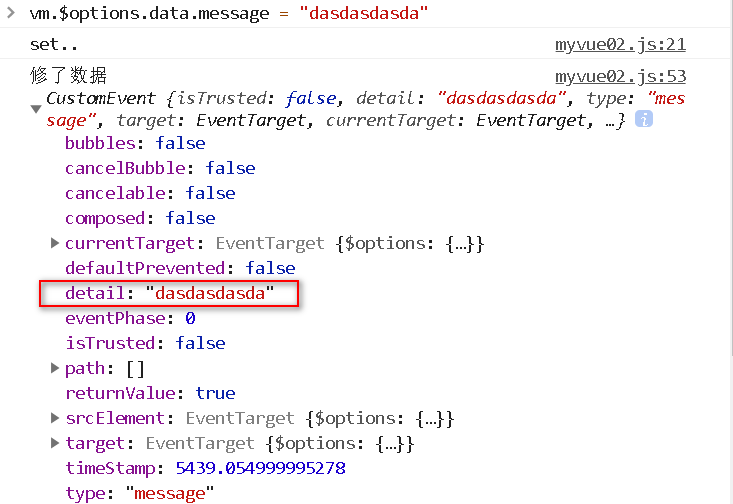 > vm.$options.data.message = "dasdasdasda"
set.. myvue02.js:21
修了数据 myvue02.js:53
CustomEvent {isTrusted: false, detail: "dasdasdasda", type: "mes
sage", target: EventTarget, currentTarget: EventTarget, …} i
bubbles: false
cancelBubble: false
cancelable: false
composed: false
currentTarget: EventTarget {$options: {…}}
defaultPrevented: false
detail: "dasdasdasda"
eventPhase: 0
isTrusted: false
path: []
returnValue: true
srcElement: EventTarget {$options: {…}}
target: EventTarget {$options: {…}}
timeStamp: 5439.054999995278
type: "message"